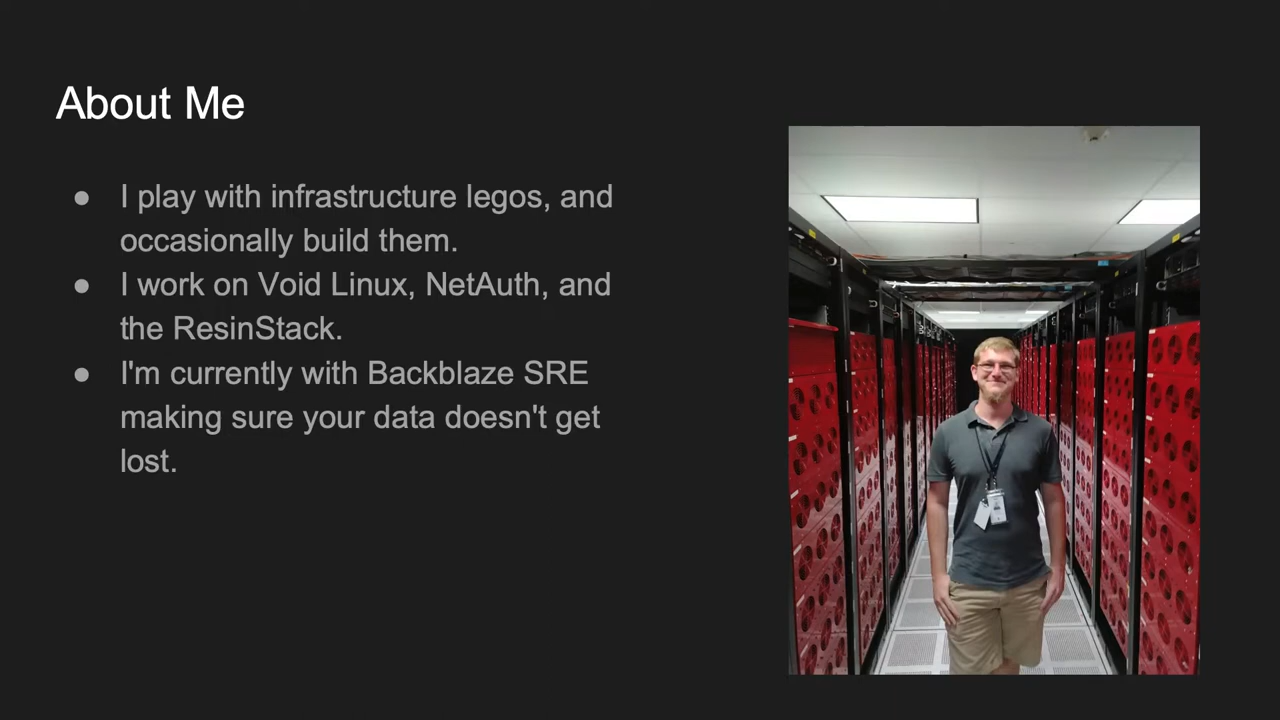 About Me
● I play with infrastructure legos, and
occasionally build them.
● I work on Void Linux, NetAuth, and
the ResinStack.
● I'm currently with Backblaze SRE
making sure your data doesn't get
lost.